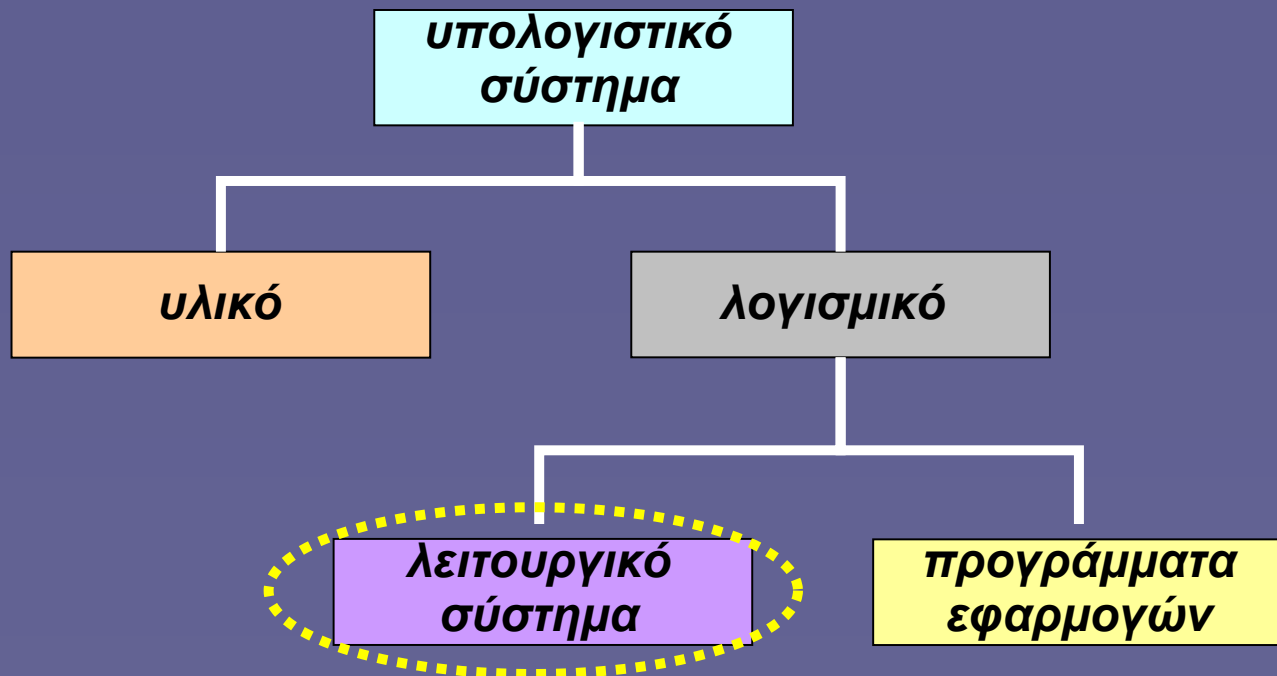 υπολογιστικό
σύστημα
υλικό
λογισμικό
λειτουργικό
σύστημα
προγράμματα
εφαρμογών